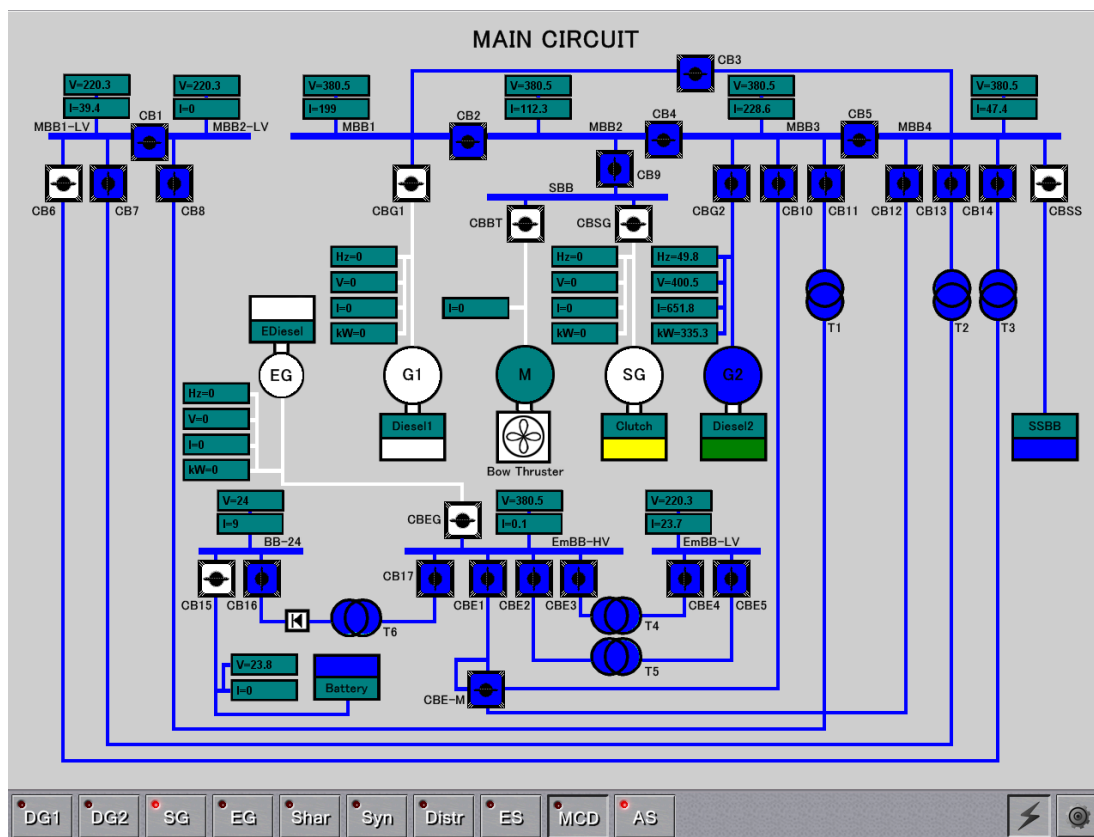 MAIN CIRCUIT
CB3
V=220.3
V=220.3
V=380.5
V=380.5
V=380.5
V=380.5
I=39.4
I=0
I=199
I=112.3
I=228.6
I=47.4
CB1
CB2
CB4
CB5
MBB1-LV
MBB2-LV
MBB1
MBB2
MBB3
MBB4
CB9
SBB
CB6
CB7
CB8
CBG1
CBBT
CBSG
CBG2
CB10
CB11
CB12
CB13
CB14
CBSS
Hz=0
V=0
I=0
kW=0
I=0
Hz=0
V=0
I=0
kW=0
Hz=49.8
V=400.5
I=651.8
kW=335.3
T1
T2
T3
EDiesel
EG
G1
M
SG
G2
Diesel1
Bow Thruster
Clutch
Diesel2
SSBB
Hz=0
V=0
I=0
kW=0
V=24
I=9
CBEG
V=380.5
I=0.1
V=220.3
I=23.7
BB-24
EmBB-HV
EmBB-LV
CB15
CB16
CB17
CBE1
CBE2
CBE3
CBE4
CBE5
T6
T4
T5
V=23.8
I=0
Battery
CBE-M
DG1
DG2
SG
EG
Shar
Syn
Distr
ES
MCD
AS